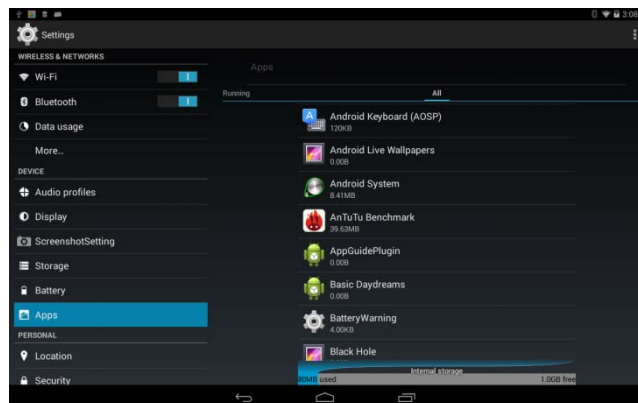 3:08
Settings
WIRELESS & NETWORKS
Wi-Fi
Bluetooth
Data usage
More...
DEVICE
Audio profiles
Display
ScreenshotSetting
Storage
Battery
Apps
PERSONAL
Location
Security
Apps
Running
All
Android Keyboard (AOSP)
120KB
Android Live Wallpapers
0.00B
Android System
8.41MB
AnTuTu Benchmark
39.63MB
AppGuidePlugin
0.00B
Basic Daydreams
0.00B
BatteryWarning
4.00KB
Black Hole
Internal storage
80MB used
1.0GB free